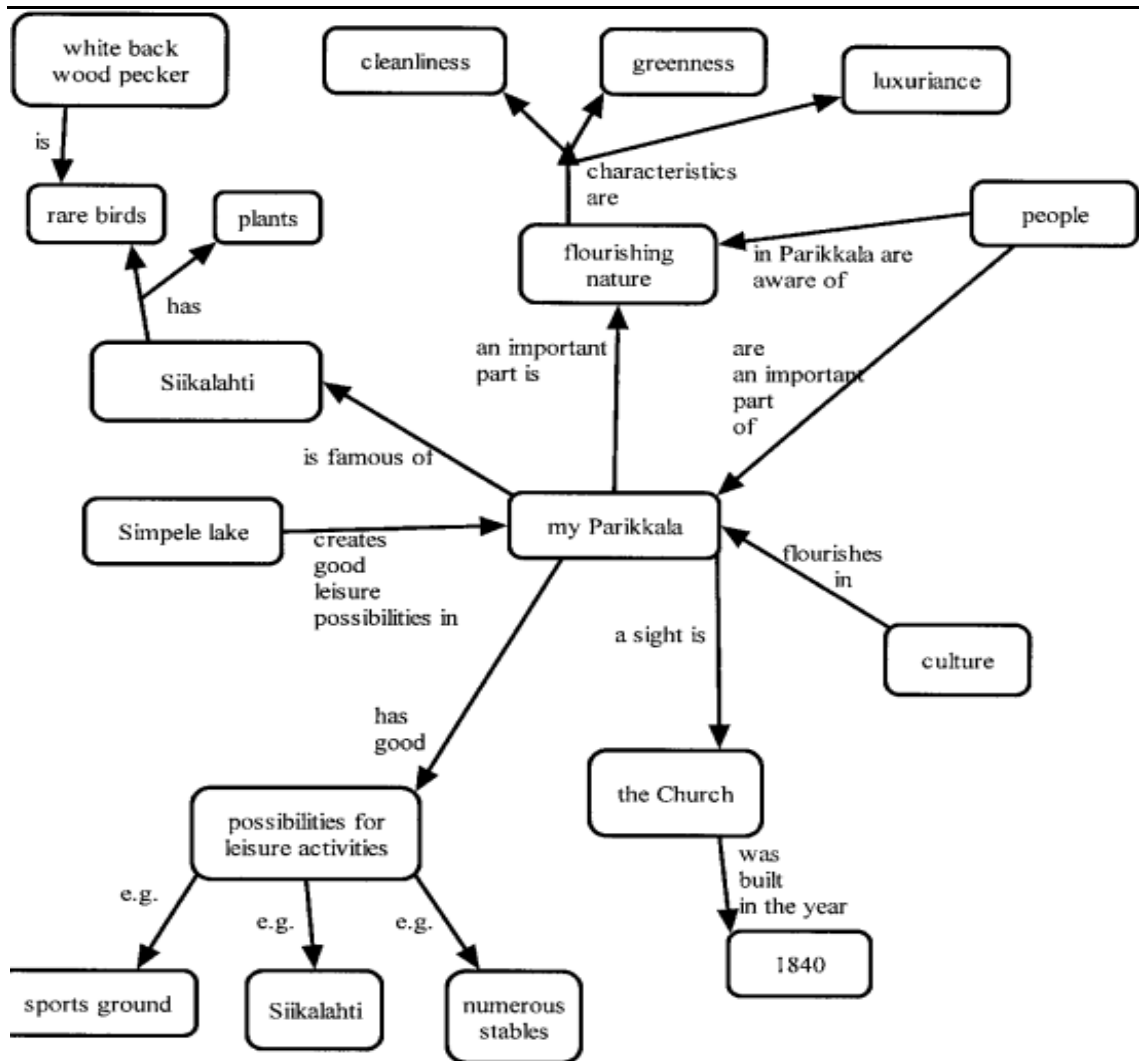 white back
wood pecker
cleanliness
greenness
luxuriance
is
characteristics
are
rare birds
plants
people
flourishing
nature
in Parikkala are
aware of
has
an important
part is
are
an important
part
of
Siikalahti
is famous of
Simpele lake
creates
good
leisure
possibilities in
my Parikkala
flourishes
in
a sight is
culture
has
good
the Church
possibilities for
leisure activities
was
built
in the year
e.g.
e.g.
e.g.
1840
sports ground
Siikalahti
numerous
stables